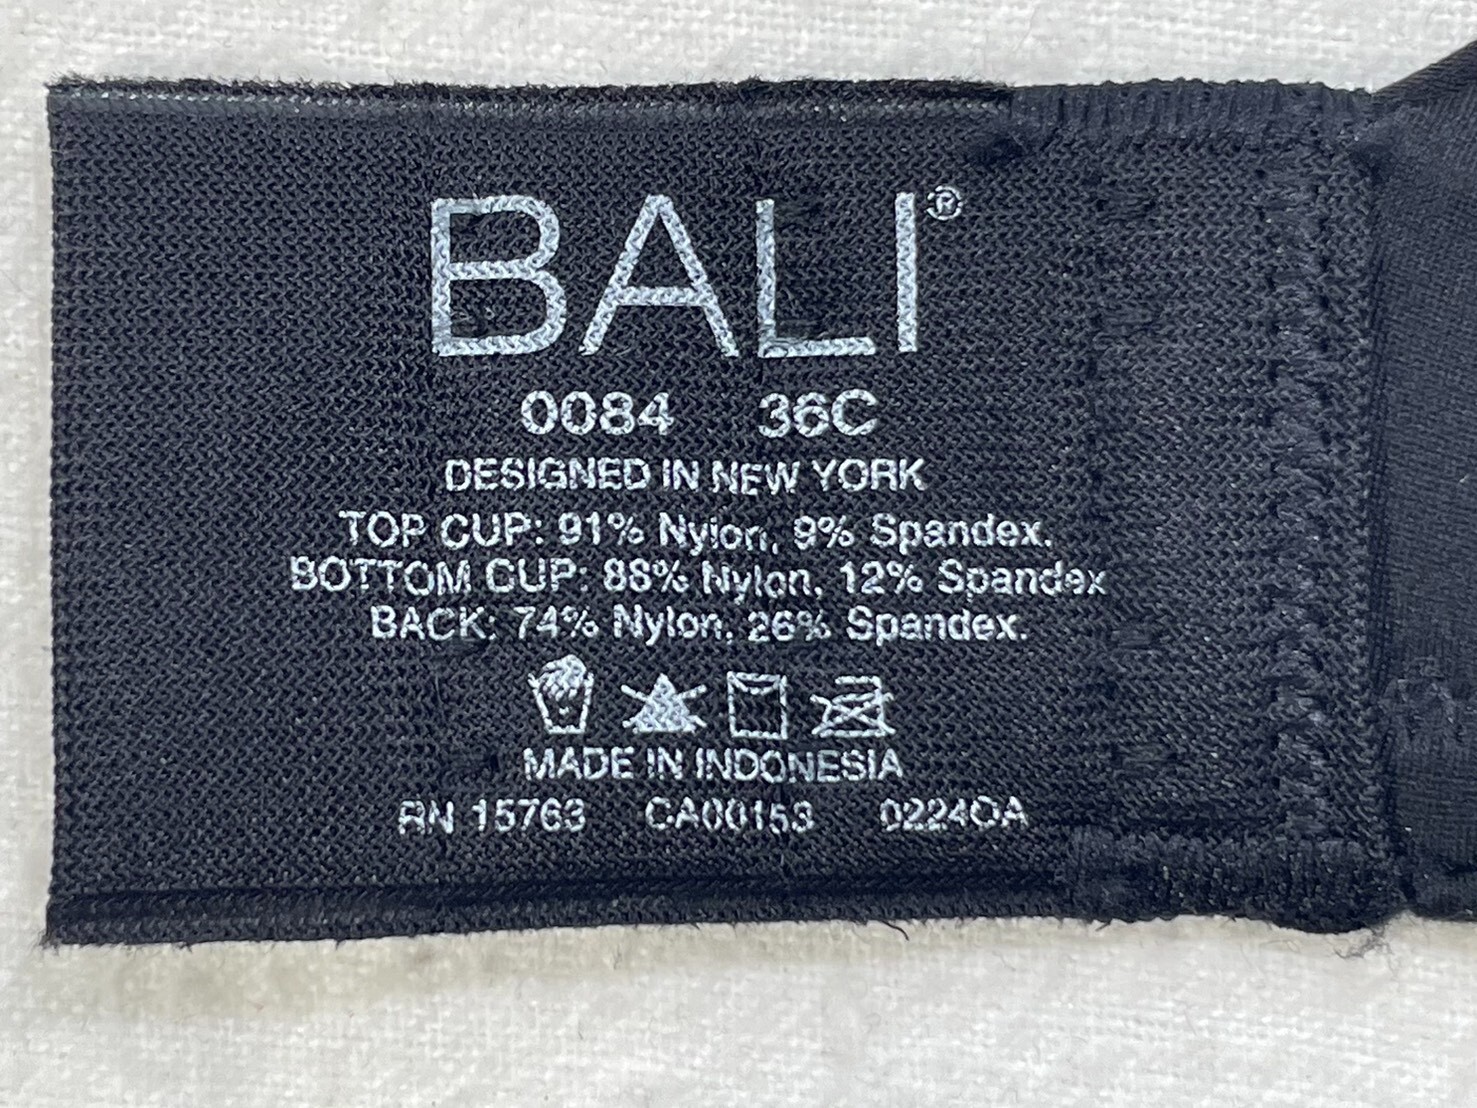 BALI®
0084 36C
DESIGNED IN NEW YORK
TOP CUP: 91% Nylon, 9% Spandex.
BOTTOM CUP: 88% Nylon, 12% Spandex
BACK: 74% Nylon, 26% Spandex.
MADE IN INDONESIA
RN 15763 CA00153 0224OA